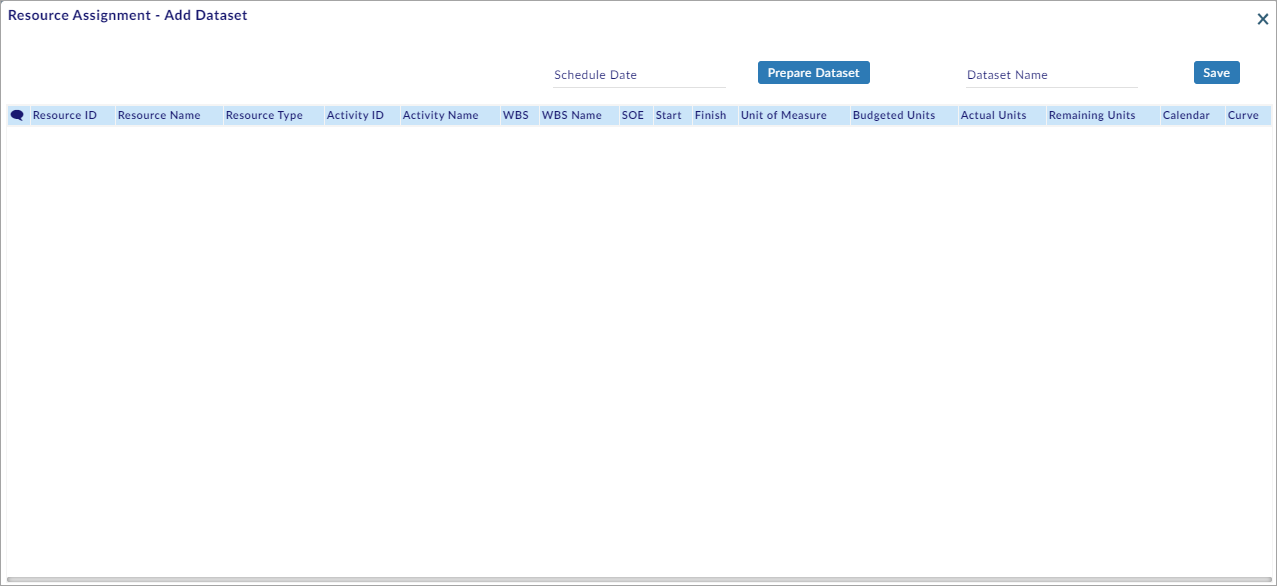 Resource Assignment - Add Dataset
Schedule Date Prepare Dataset Dataset Name Save
Resource ID Resource Name Resource Type Activity ID Activity Name WBS WBS Name SOE Start Finish Unit of Measure Budgeted Units Actual Units Remaining Units Calendar Curve